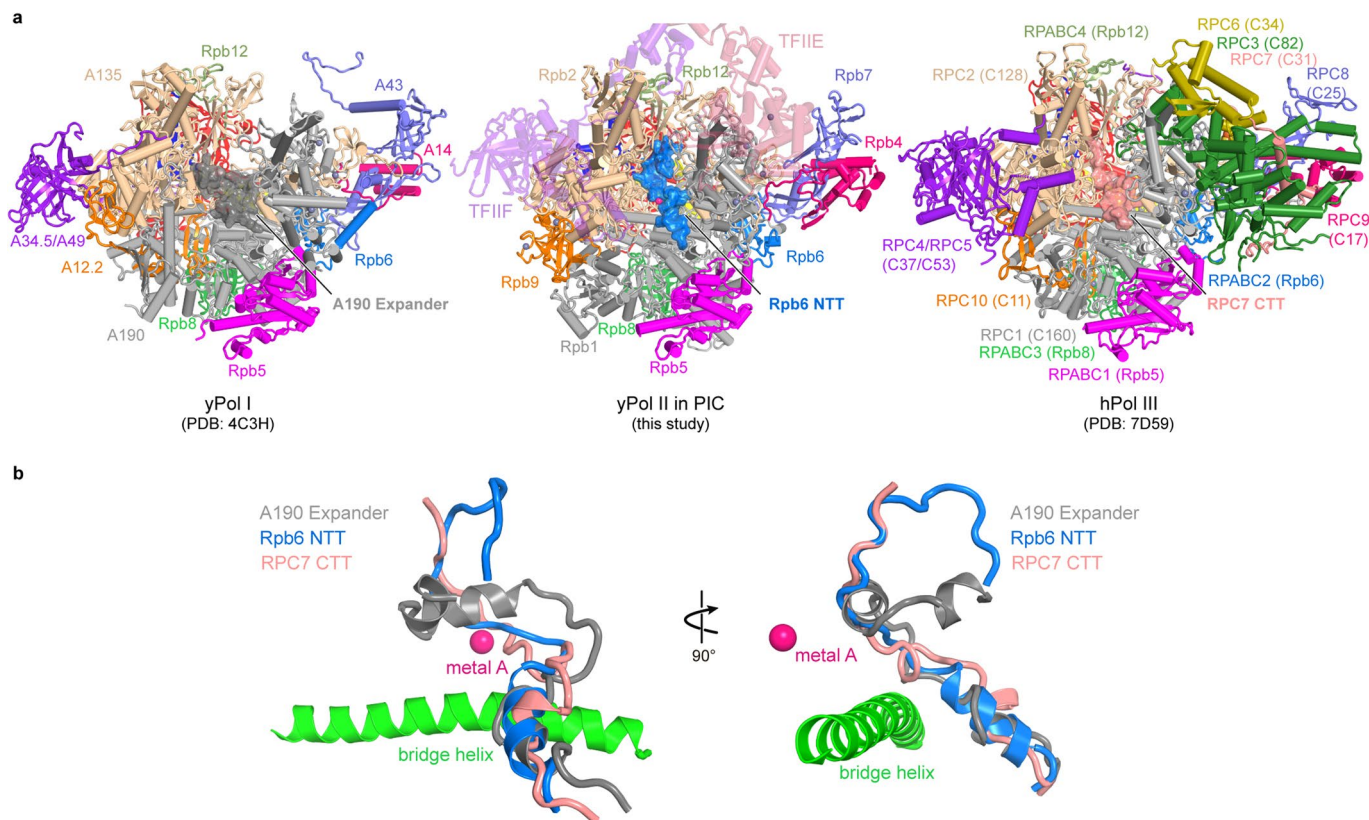 a
A135
Rpb12
A43
A14
A34.5/A49
A12.2
Rpb6
A190 Expander
A190
Rpb8
Rpb5
yPol I
(PDB: 4C3H)
TFIIE
Rpb2
Rpb12
Rpb7
Rpb4
TFIIF
Rpb9
Rpb6
Rpb6 NTT
Rpb8
Rpb1
Rpb5
yPol II in PIC
(this study)
RPABC4 (Rpb12)
RPC6 (C34)
RPC3 (C82)
RPC7 (C31)
RPC2 (C128)
RPC8
(C25)
RPC9
(C17)
RPC4/RPC5
(C37/C53)
RPABC2 (Rpb6)
RPC10 (C11)
RPC7 CTT
RPC1 (C160)
RPABC3 (Rpb8)
RPABC1 (Rpb5)
hPol III
(PDB: 7D59)
b
A190 Expander
Rpb6 NTT
RPC7 CTT
metal A
bridge helix
90°
A190 Expander
Rpb6 NTT
RPC7 CTT
metal A
bridge helix